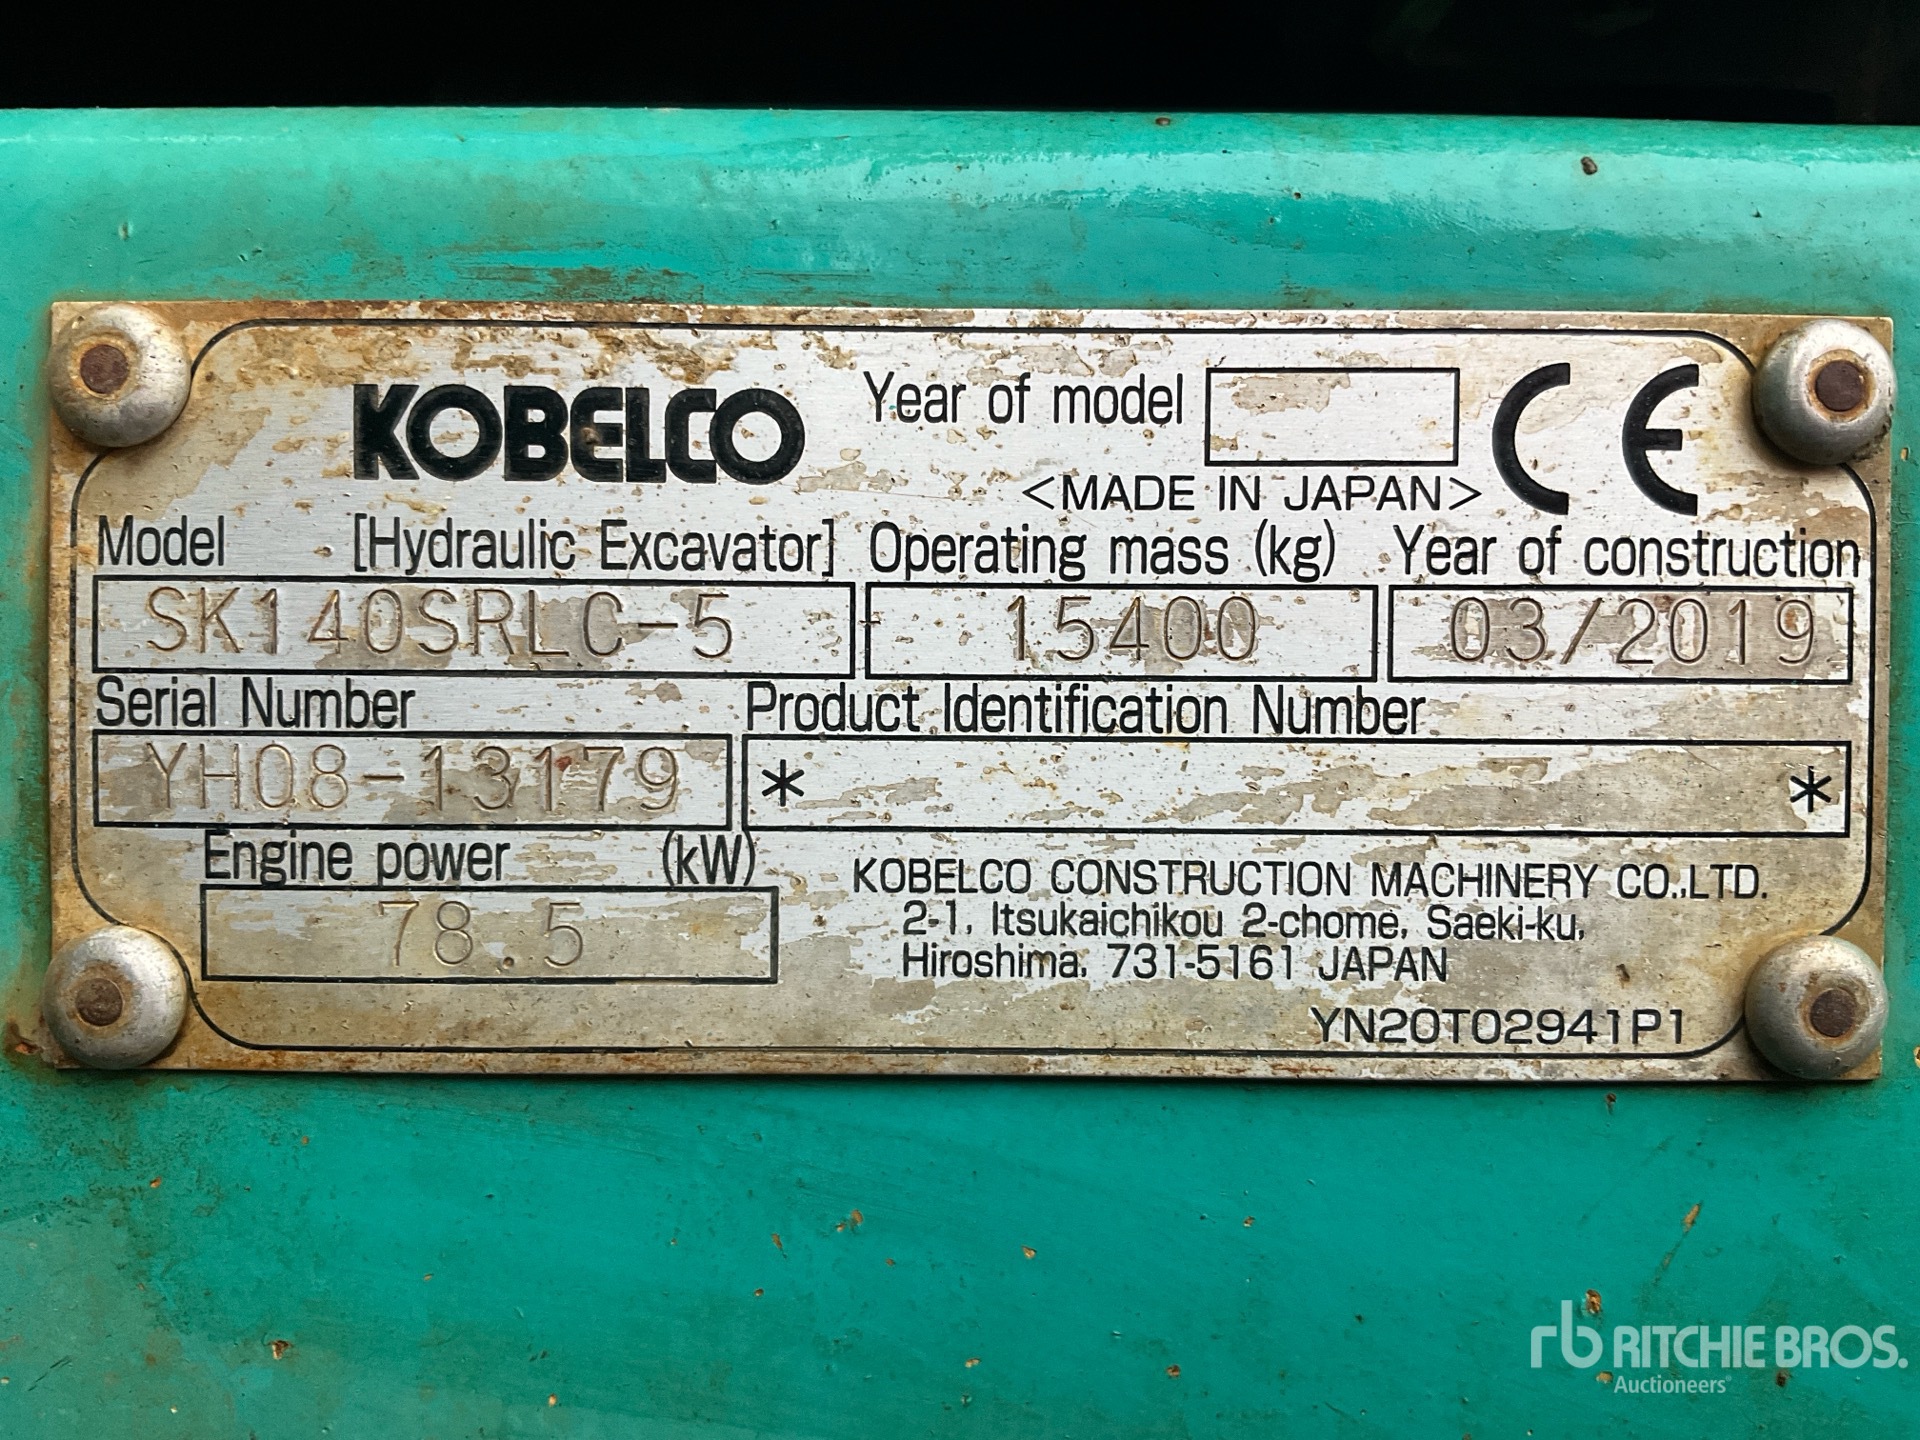 KOBELCO
Year of model
CE
<MADE IN JAPAN>
Model [Hydraulic Excavator] Operating mass (kg) Year of construction
SK140SRLC-5 15400 03/2019
Serial Number Product Identification Number
YH08-13179 * *
Engine power (kW)
78.5
KOBELCO CONSTRUCTION MACHINERY CO.,LTD.
2-1, Itsukaichikou 2-chome, Saeki-ku,
Hiroshima, 731-5161 JAPAN
YN20T02941P1
rb RITCHIE BROS.
Auctioneers